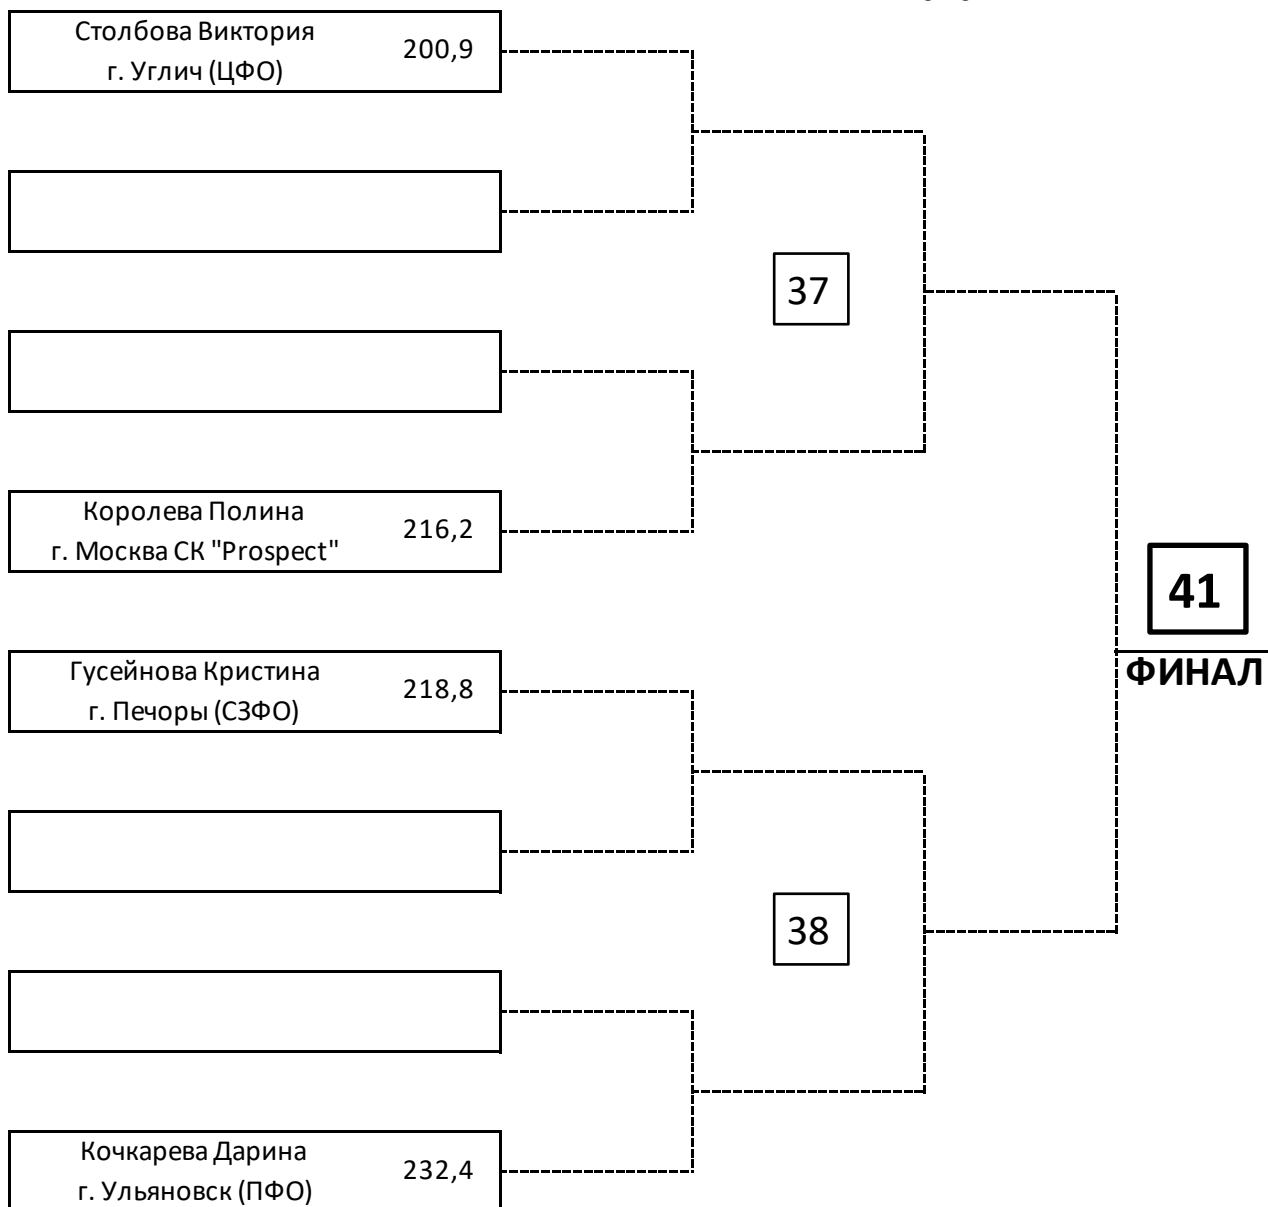 Столбова Виктория 200,9
г. Углич (ЦФО)
37
Королева Полина 216,2
г. Москва СК "Prospect"
41
ФИНАЛ
Гусейнова Кристина 218,8
г. Печоры (СЗФО)
38
Кочкарева Дарина 232,4
г. Ульяновск (ПФО)